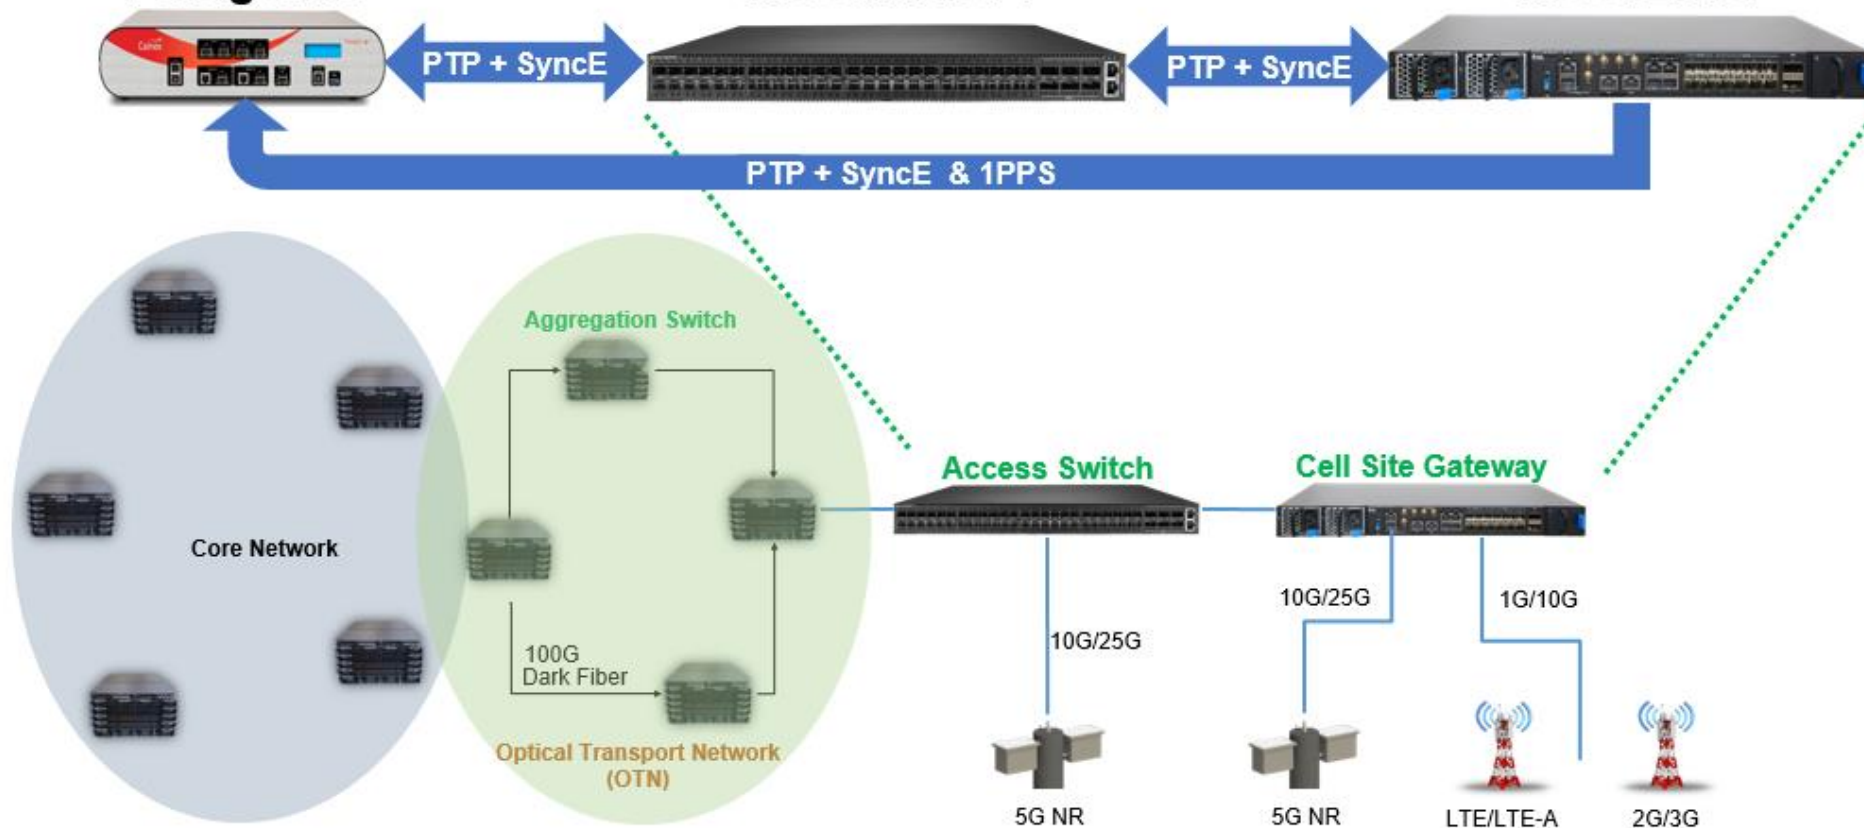 Calnex
PTP + SyncE
PTP + SyncE
PTP + SyncE & 1PPS
Aggregation Switch
Access Switch
Cell Site Gateway
Core Network
10G/25G
1G/10G
10G/25G
100G
Dark Fiber
Optical Transport Network
(OTN)
5G NR
5G NR
LTE/LTE-A
2G/3G